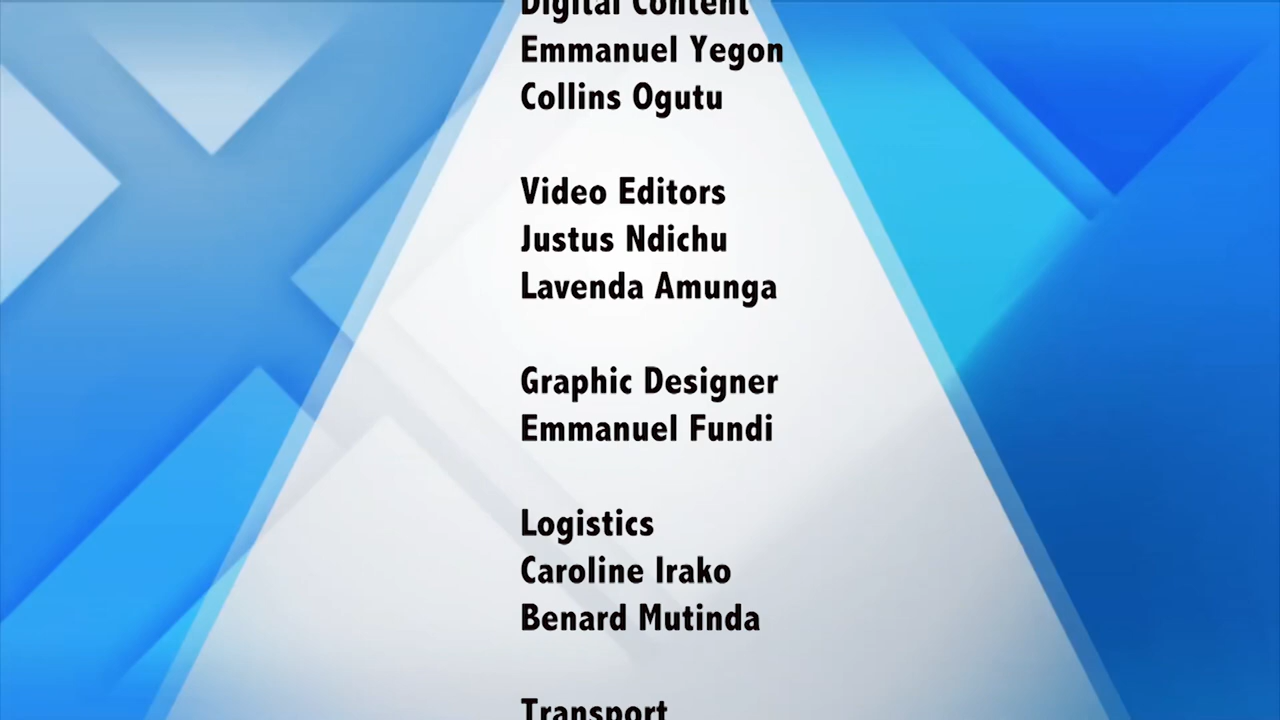 Digital Content
Emmanuel Yegon
Collins Ogutu
Video Editors
Justus Ndichu
Lavenda Amunga
Graphic Designer
Emmanuel Fundi
Logistics
Caroline Irako
Benard Mutinda
Transport